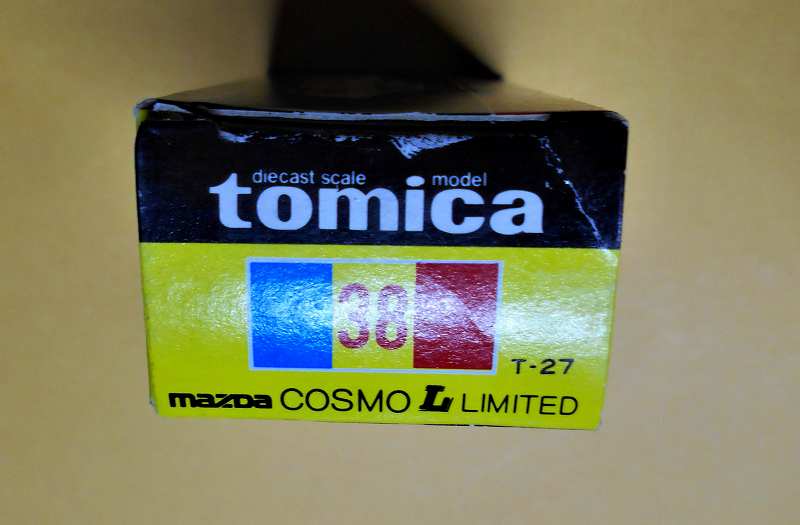 diecast scale model
tomica
38
T-27
mazda COSMO L LIMITED